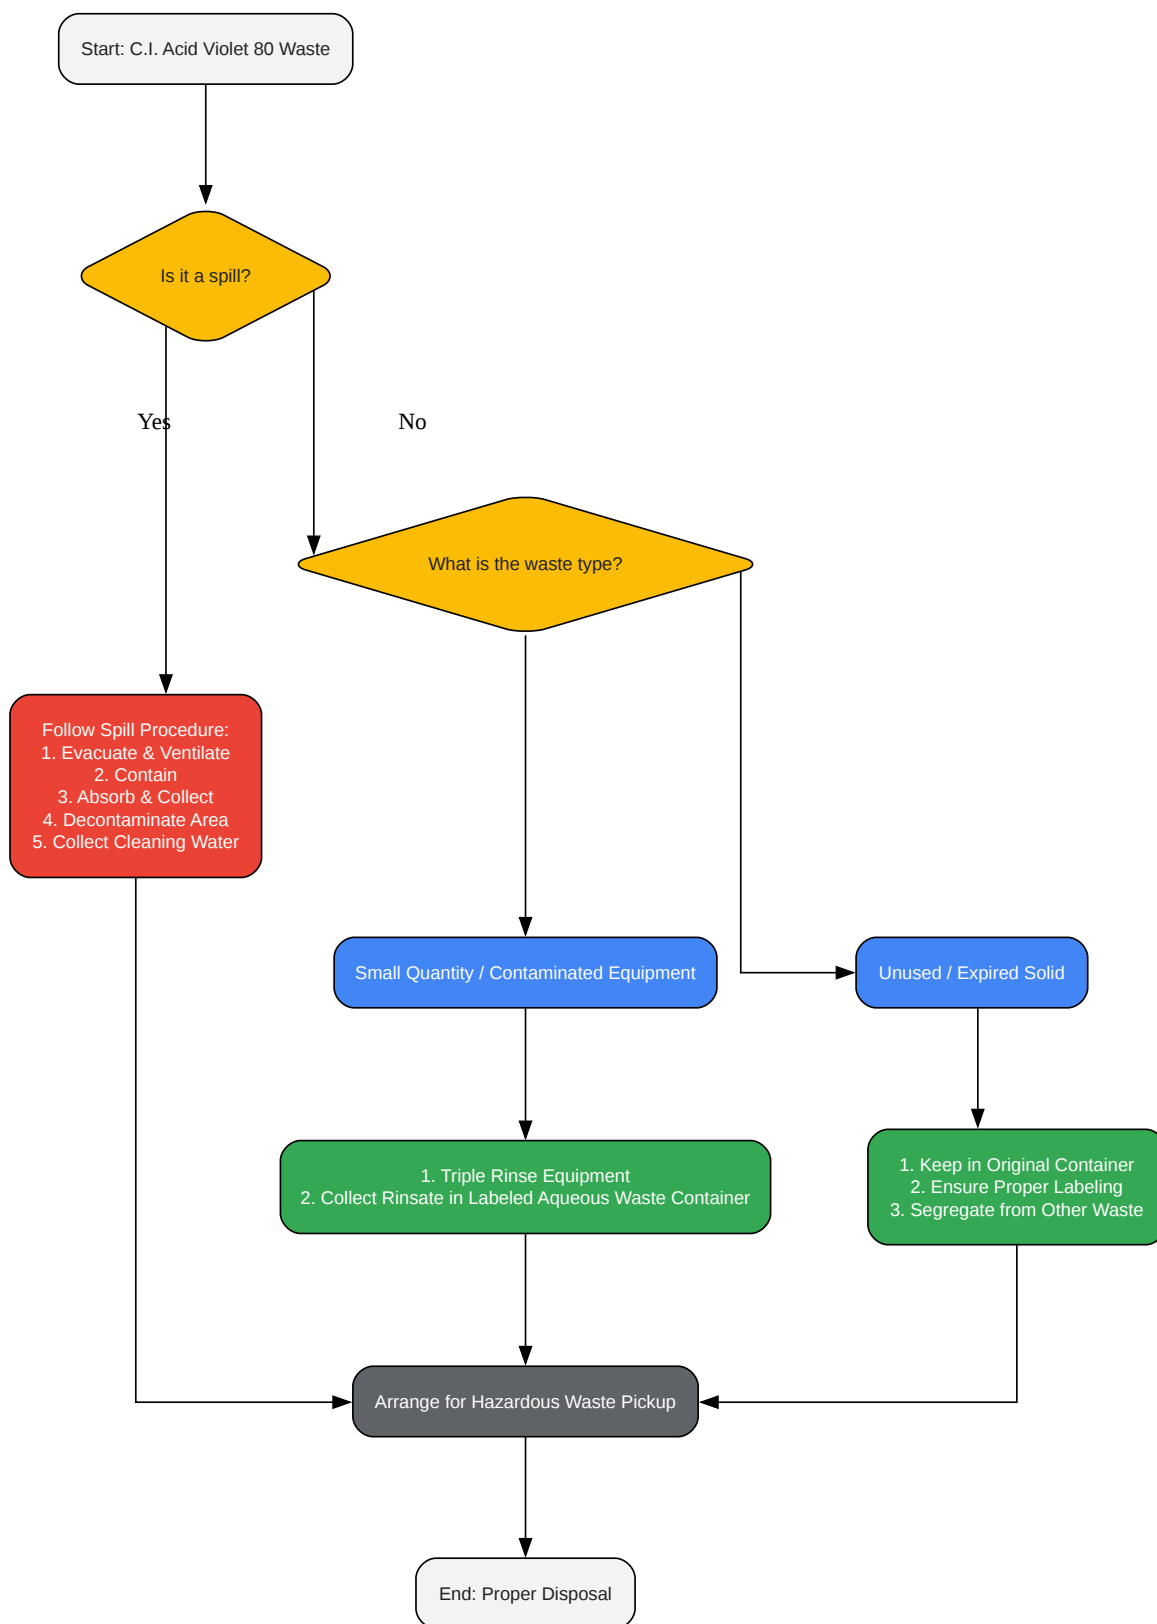 Start: C.I. Acid Violet 80 Waste
Is it a spill?
Yes
No
What is the waste type?
Follow Spill Procedure:
1. Evacuate & Ventilate
2. Contain
3. Absorb & Collect
4. Decontaminate Area
5. Collect Cleaning Water
Small Quantity / Contaminated Equipment
Unused / Expired Solid
1. Triple Rinse Equipment
2. Collect Rinsate in Labeled Aqueous Waste Container
1. Keep in Original Container
2. Ensure Proper Labeling
3. Segregate from Other Waste
Arrange for Hazardous Waste Pickup
End: Proper Disposal